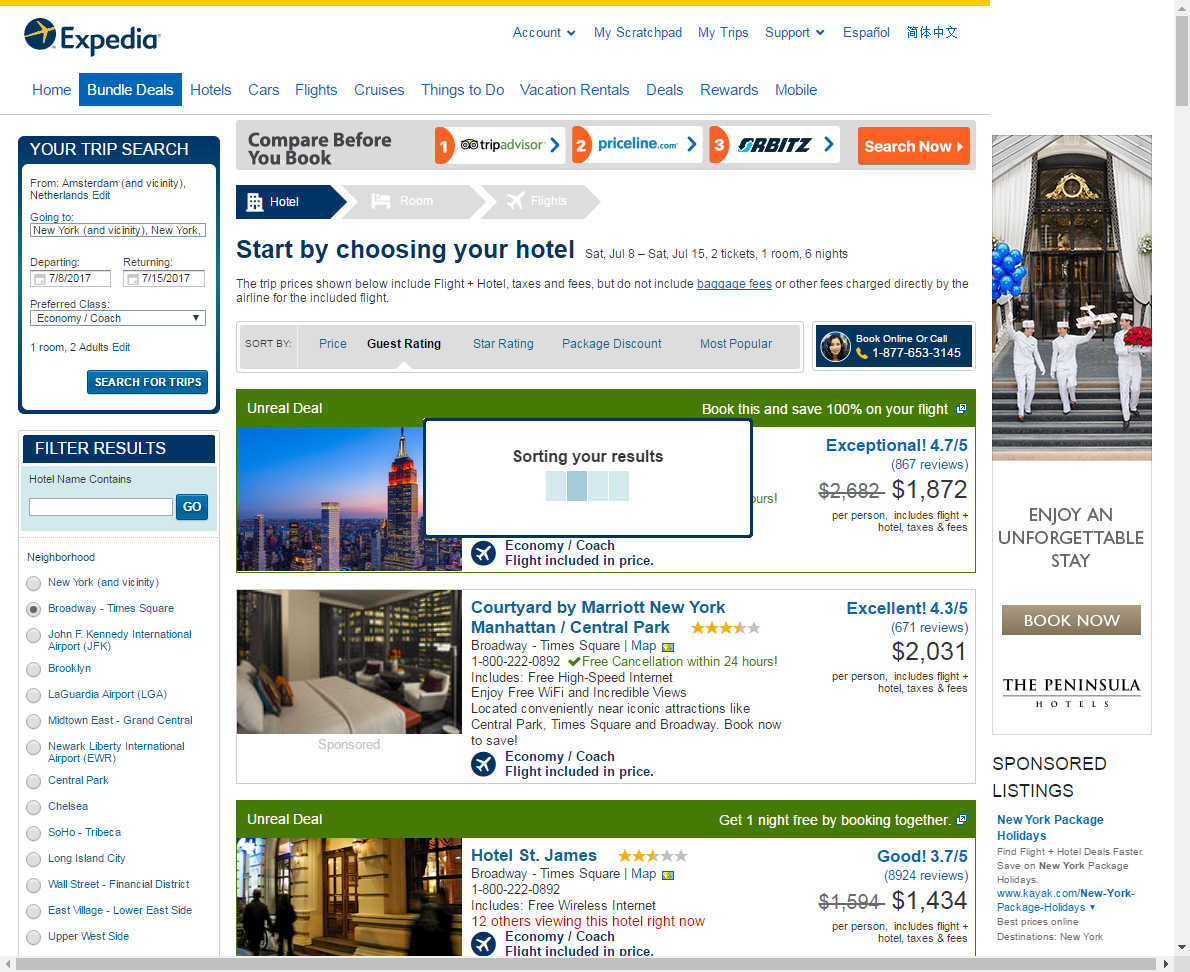 Expedia
Account
My Scratchpad
My Trips
Support
Español
简体中文
Home
Bundle Deals
Hotels
Cars
Flights
Cruises
Things to Do
Vacation Rentals
Deals
Rewards
Mobile
YOUR TRIP SEARCH
From: Amsterdam (and vicinity),
Netherlands Edit
Going to:
New York (and vicinity), New York,
Departing:
Returning:
7/8/2017
7/15/2017
Preferred Class:
Economy / Coach
1 room, 2 Adults Edit
SEARCH FOR TRIPS
FILTER RESULTS
Hotel Name Contains
GO
Neighborhood
New York (and vicinity)
Broadway - Times Square
John F. Kennedy International
Airport (JFK)
Brooklyn
LaGuardia Airport (LGA)
Midtown East - Grand Central
Newark Liberty International
Airport (EWR)
Central Park
Chelsea
SoHo - Tribeca
Long Island City
Wall Street - Financial District
East Village - Lower East Side
Upper West Side
Compare Before
You Book
1 tripadvisor
2 priceline.com
3 ORBITZ
Search Now
Hotel
Room
Flights
Start by choosing your hotel Sat, Jul 8 – Sat, Jul 15, 2 tickets, 1 room, 6 nights
The trip prices shown below include Flight + Hotel, taxes and fees, but do not include baggage fees or other fees charged directly by the
airline for the included flight.
SORT BY:
Price
Guest Rating
Star Rating
Package Discount
Most Popular
Book Online Or Call
1-877-653-3145
Unreal Deal
Book this and save 100% on your flight
Sorting your results
ours!
Economy / Coach
Flight included in price.
Exceptional! 4.7/5
(867 reviews)
$2,682 $1,872
per person, includes flight +
hotel, taxes & fees
Courtyard by Marriott New York
Manhattan / Central Park
Broadway - Times Square | Map
1-800-222-0892 Free Cancellation within 24 hours!
Includes: Free High-Speed Internet
Enjoy Free WiFi and Incredible Views
Located conveniently near iconic attractions like
Central Park, Times Square and Broadway. Book now
to save!
Economy / Coach
Flight included in price.
Sponsored
Excellent! 4.3/5
(671 reviews)
$2,031
per person, includes flight +
hotel, taxes & fees
Unreal Deal
Get 1 night free by booking together.
Hotel St. James
Broadway - Times Square | Map
1-800-222-0892
Includes: Free Wireless Internet
12 others viewing this hotel right now
Economy / Coach
Flight included in price.
Good! 3.7/5
(8924 reviews)
$1,594 $1,434
per person, includes flight +
hotel, taxes & fees
ENJOY AN
UNFORGETTABLE
STAY
BOOK NOW
THE PENINSULA
HOTELS
SPONSORED
LISTINGS
New York Package
Holidays
Find Flight + Hotel Deals Faster.
Save on New York Package
Holidays.
www.kayak.com/New-York-
Package-Holidays
Best prices online
Destinations: New York